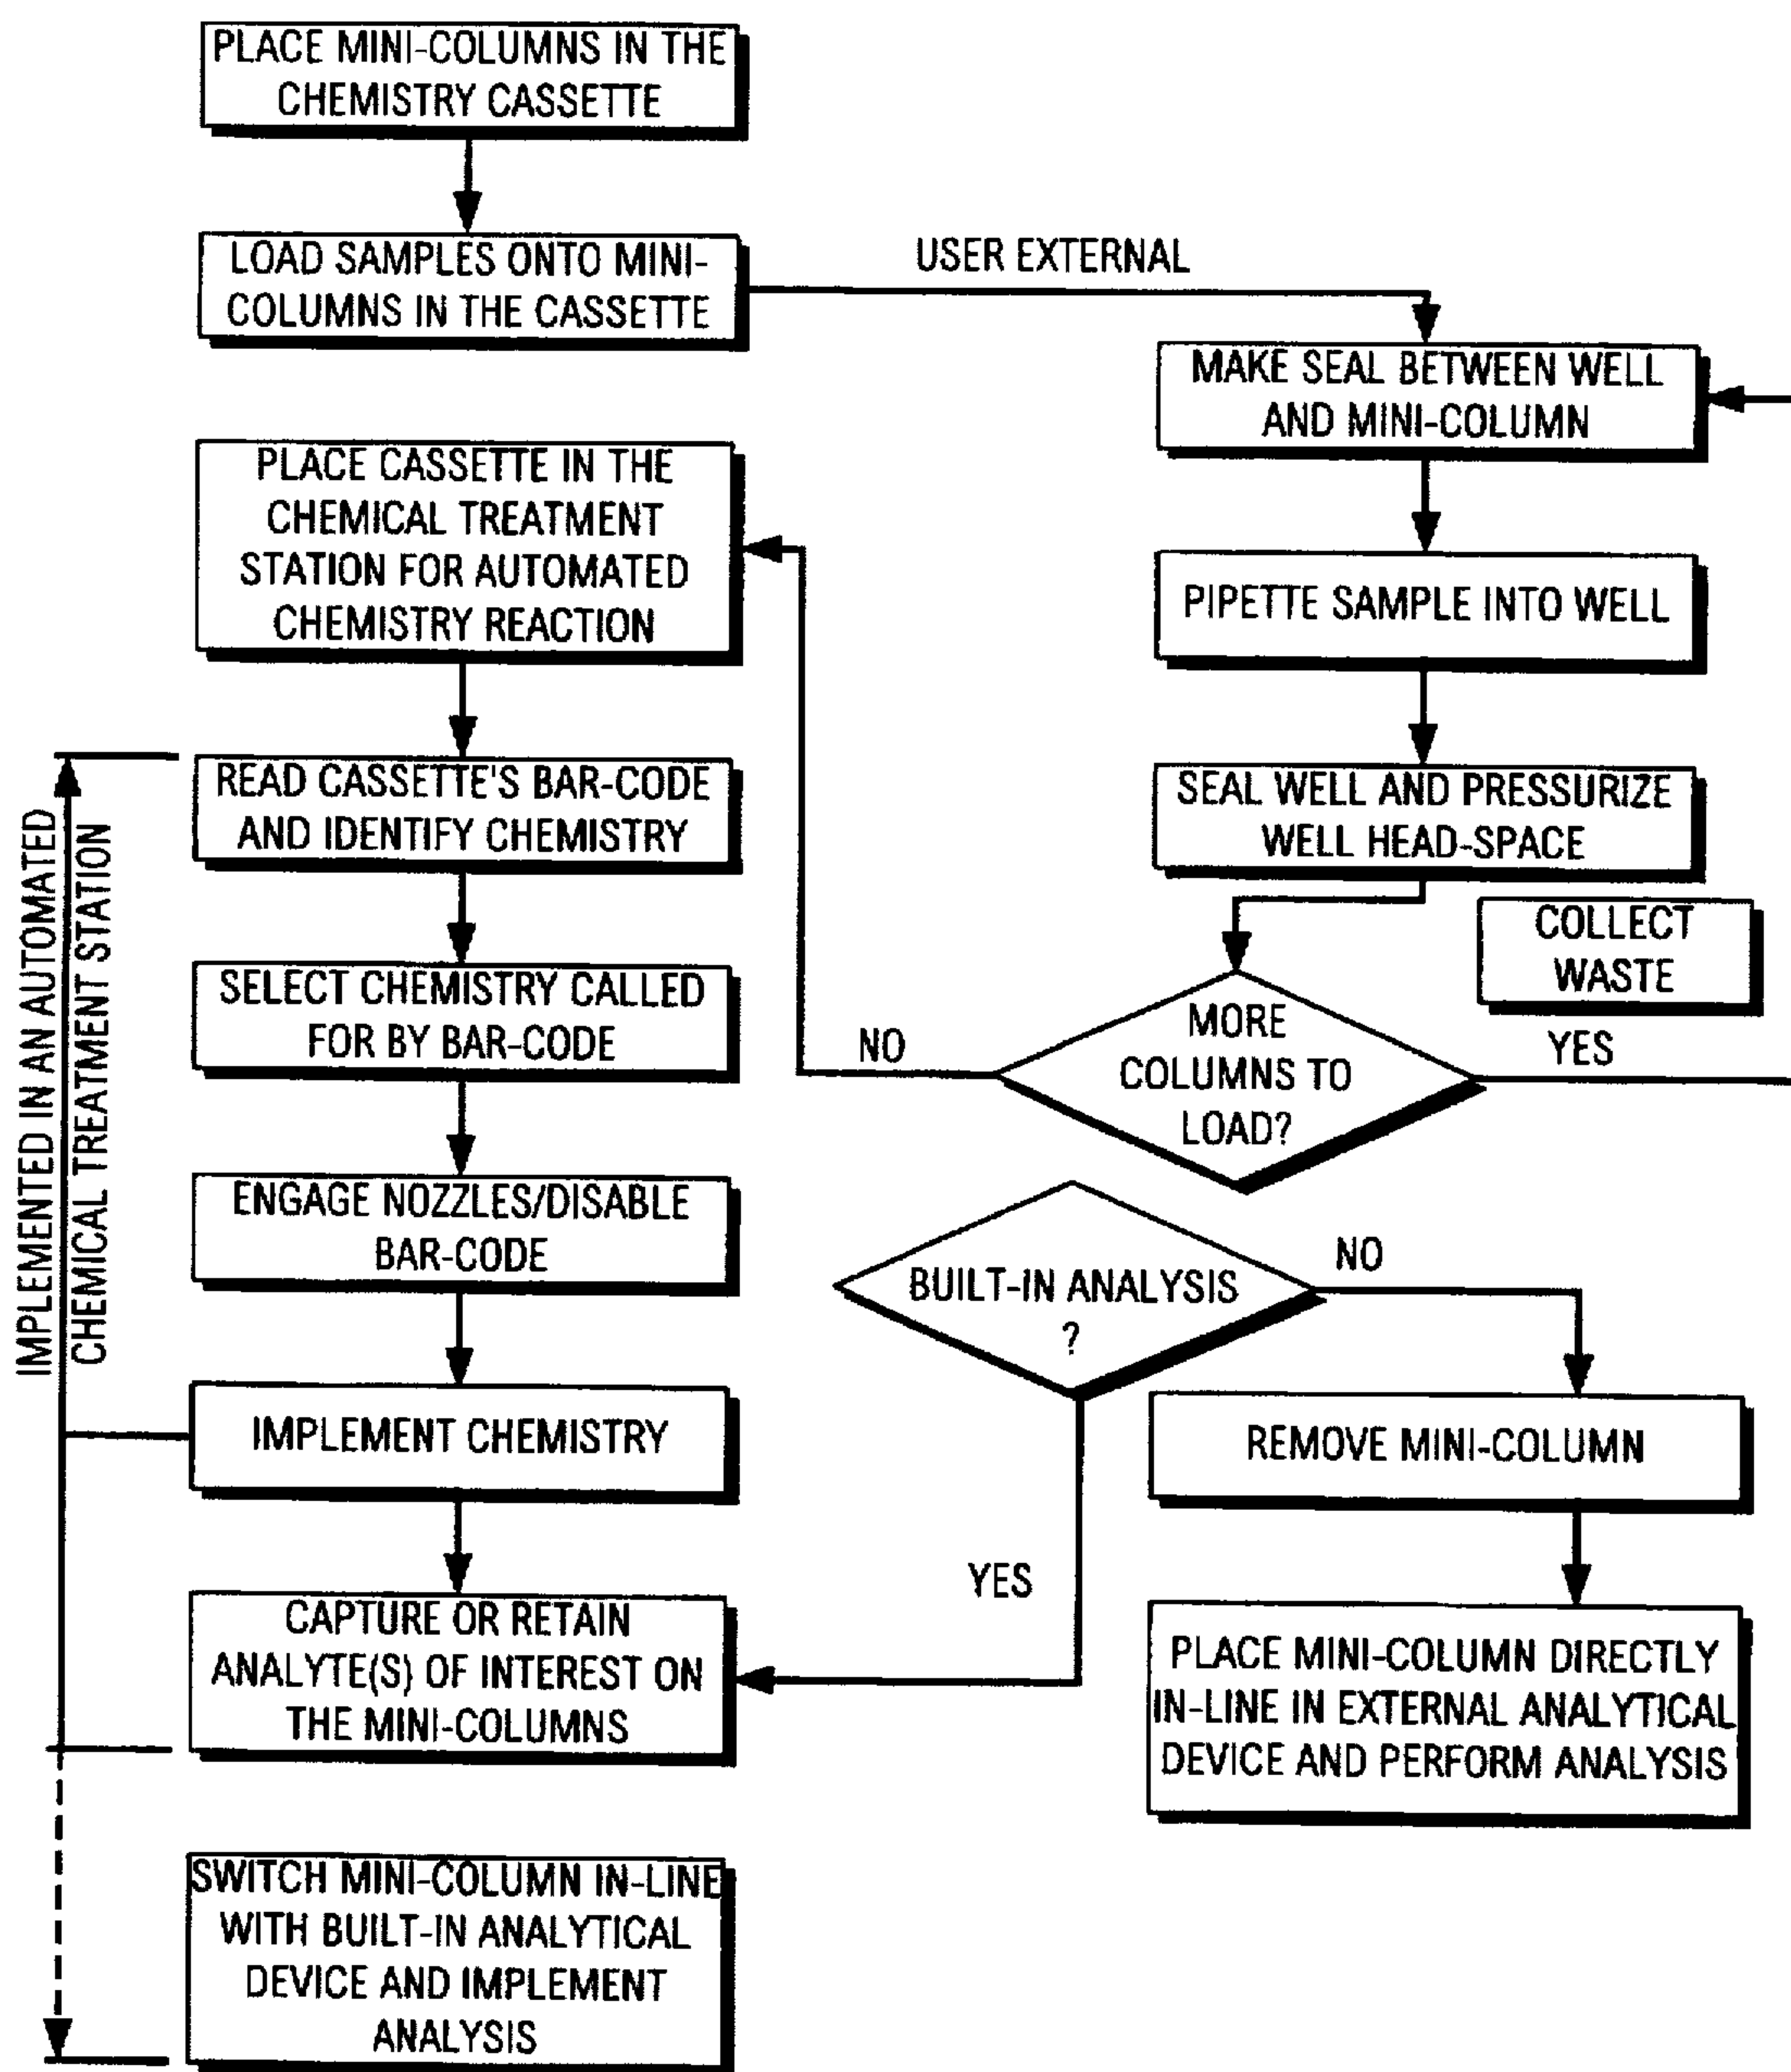 PLACE MINI-COLUMNS IN THE
CHEMISTRY CASSETTE
LOAD SAMPLES ONTO MINI-
COLUMNS IN THE CASSETTE
USER EXTERNAL
MAKE SEAL BETWEEN WELL
AND MINI-COLUMN
PIPETTE SAMPLE INTO WELL
SEAL WELL AND PRESSURIZE
WELL HEAD-SPACE
COLLECT
WASTE
MORE
COLUMNS TO
LOAD?
YES
NO
PLACE CASSETTE IN THE
CHEMICAL TREATMENT
STATION FOR AUTOMATED
CHEMISTRY REACTION
READ CASSETTE'S BAR-CODE
AND IDENTIFY CHEMISTRY
SELECT CHEMISTRY CALLED
FOR BY BAR-CODE
ENGAGE NOZZLES/DISABLE
BAR-CODE
IMPLEMENT CHEMISTRY
CAPTURE OR RETAIN
ANALYTE(S) OF INTEREST ON
THE MINI-COLUMNS
SWITCH MINI-COLUMN IN-LINE
WITH BUILT-IN ANALYTICAL
DEVICE AND IMPLEMENT
ANALYSIS
IMPLEMENTED IN AN AUTOMATED
CHEMICAL TREATMENT STATION
BUILT-IN ANALYSIS
?
NO
YES
REMOVE MINI-COLUMN
PLACE MINI-COLUMN DIRECTLY
IN-LINE IN EXTERNAL ANALYTICAL
DEVICE AND PERFORM ANALYSIS